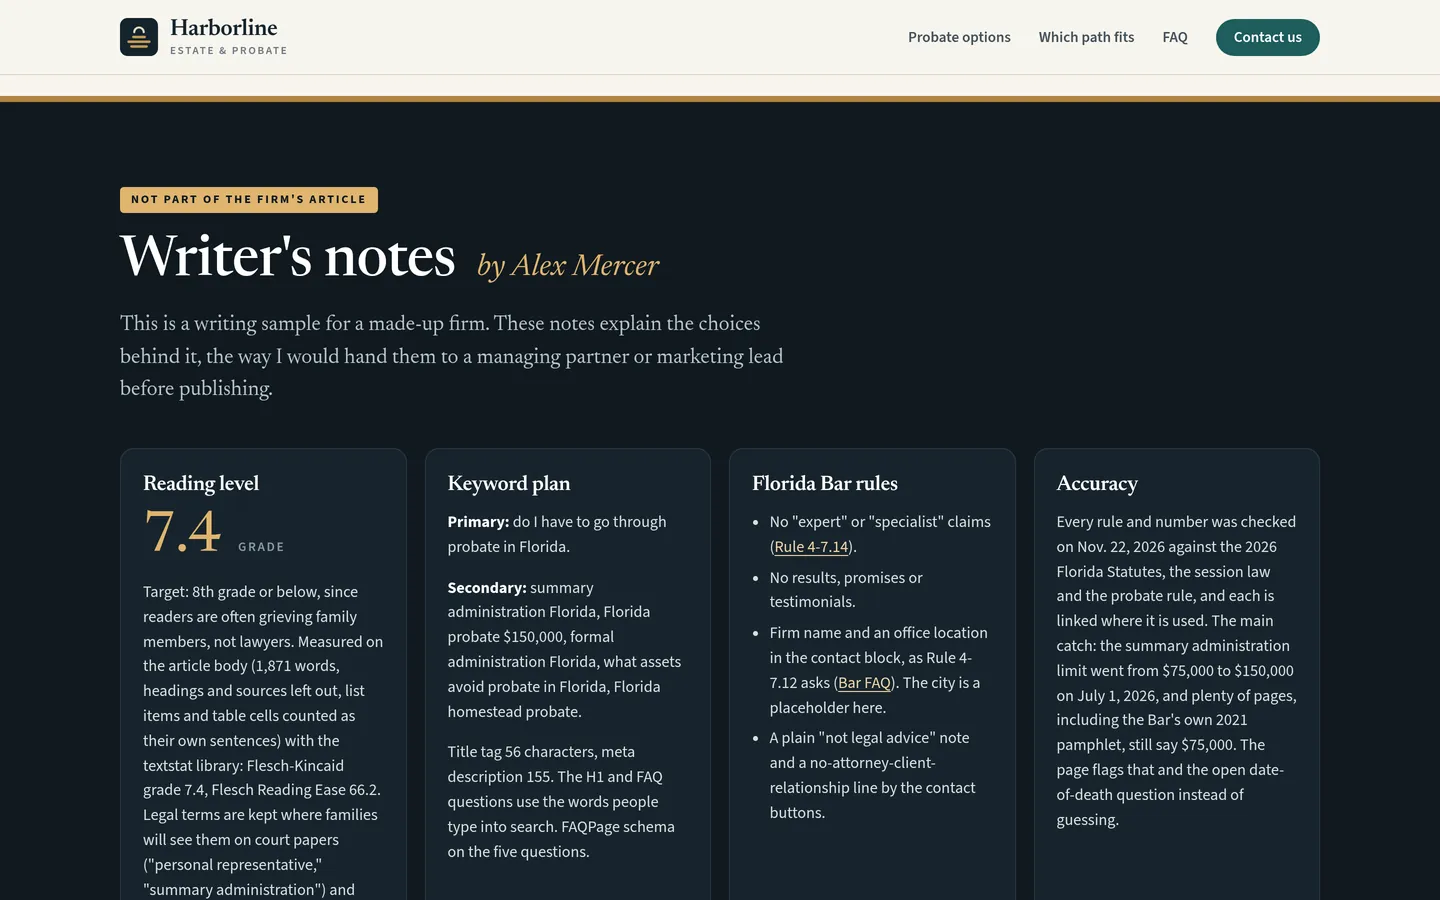 Harborline
ESTATE & PROBATE
Probate options
Which path fits
FAQ
Contact us
NOT PART OF THE FIRM'S ARTICLE
Writer's notes by Alex Mercer
This is a writing sample for a made-up firm. These notes explain the choices
behind it, the way I would hand them to a managing partner or marketing lead
before publishing.
Reading level
7.4 GRADE
Target: 8th grade or below, since
readers are often grieving family
members, not lawyers. Measured on
the article body (1,871 words,
headings and sources left out, list
items and table cells counted as
their own sentences) with the
textstat library: Flesch-Kincaid
grade 7.4, Flesch Reading Ease 66.2.
Legal terms are kept where families
will see them on court papers
("personal representative,"
"summary administration") and
Keyword plan
Primary: do I have to go through
probate in Florida.
Secondary: summary
administration Florida, Florida
probate $150,000, formal
administration Florida, what assets
avoid probate in Florida, Florida
homestead probate.
Title tag 56 characters, meta
description 155. The H1 and FAQ
questions use the words people
type into search. FAQPage schema
on the five questions.
Florida Bar rules
• No "expert" or "specialist" claims
(Rule 4-7.14).
• No results, promises or
testimonials.
• Firm name and an office location
in the contact block, as Rule 4-
7.12 asks (Bar FAQ). The city is a
placeholder here.
• A plain "not legal advice" note
and a no-attorney-client-
relationship line by the contact
buttons.
Accuracy
Every rule and number was checked
on Nov. 22, 2026 against the 2026
Florida Statutes, the session law
and the probate rule, and each is
linked where it is used. The main
catch: the summary administration
limit went from $75,000 to $150,000
on July 1, 2026, and plenty of pages,
including the Bar's own 2021
pamphlet, still say $75,000. The
page flags that and the open date-
of-death question instead of
guessing.